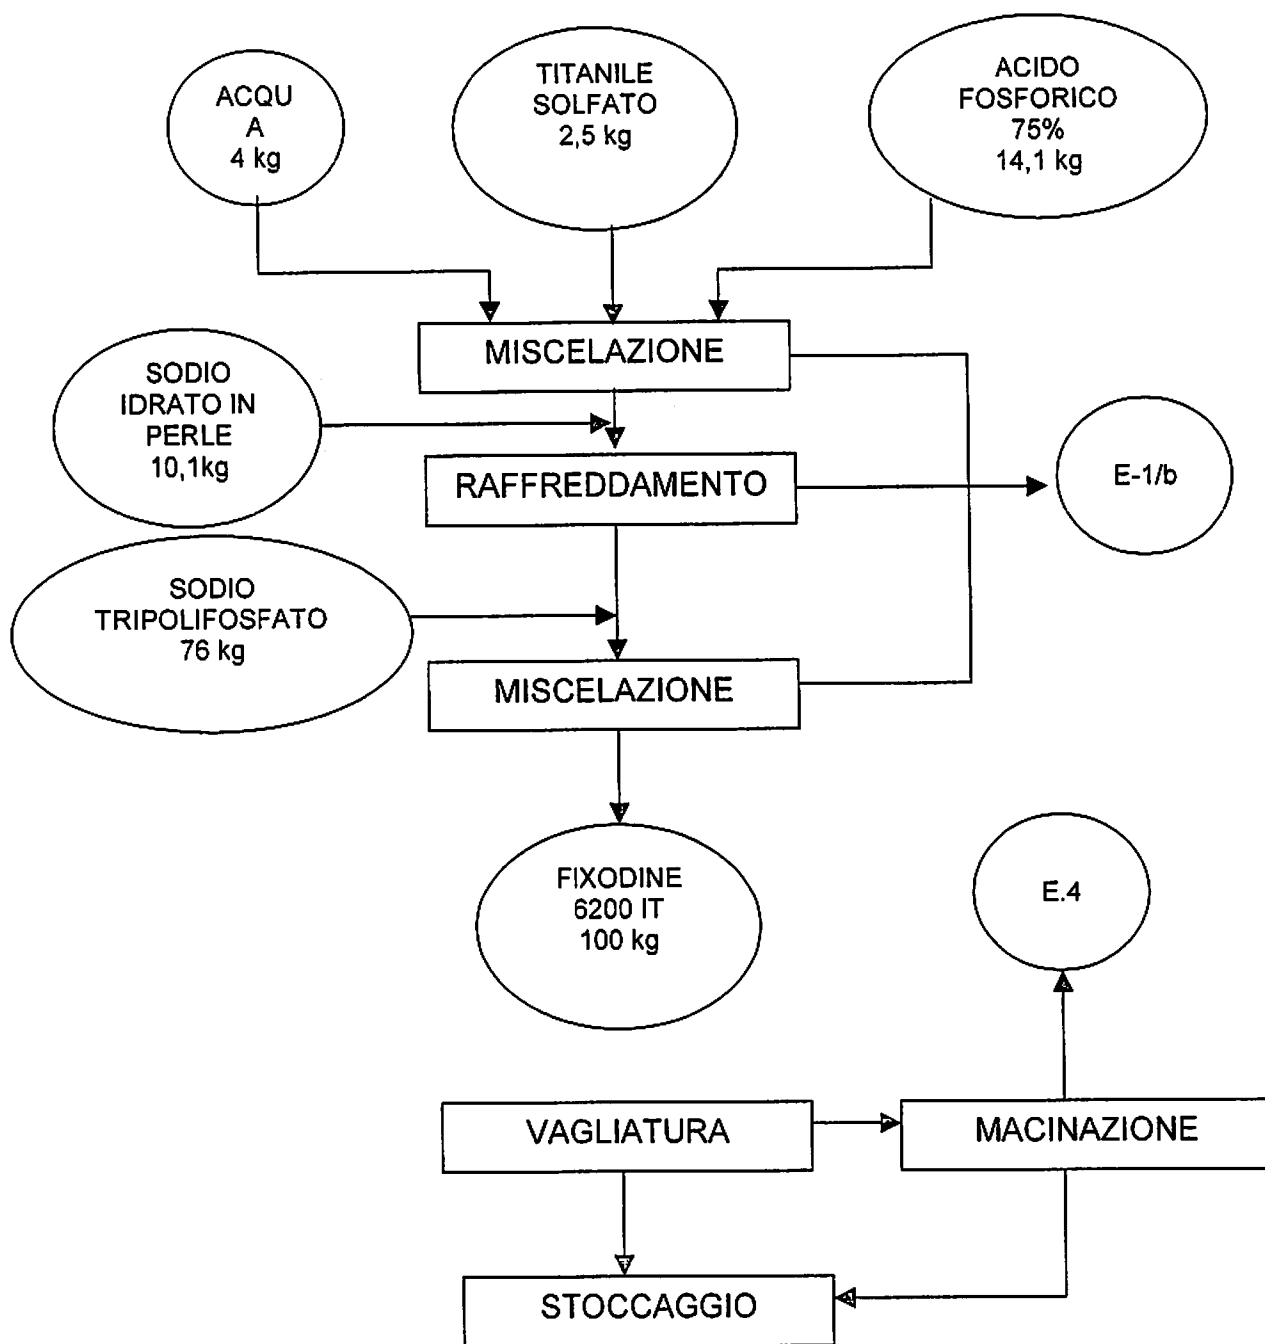 ACQU
A
4 kg
TITANILE
SOLFATO
2,5 kg
ACIDO
FOSFORICO
75%
14,1 kg
MISCELAZIONE
SODIO
IDRATO IN
PERLE
10,1kg
RAFFREDDAMENTO
E-1/b
SODIO
TRIPOLIFOSFATO
76 kg
MISCELAZIONE
FIXODINE
6200 IT
100 kg
E.4
VAGLIATURA
MACINAZIONE
STOCCAGGIO